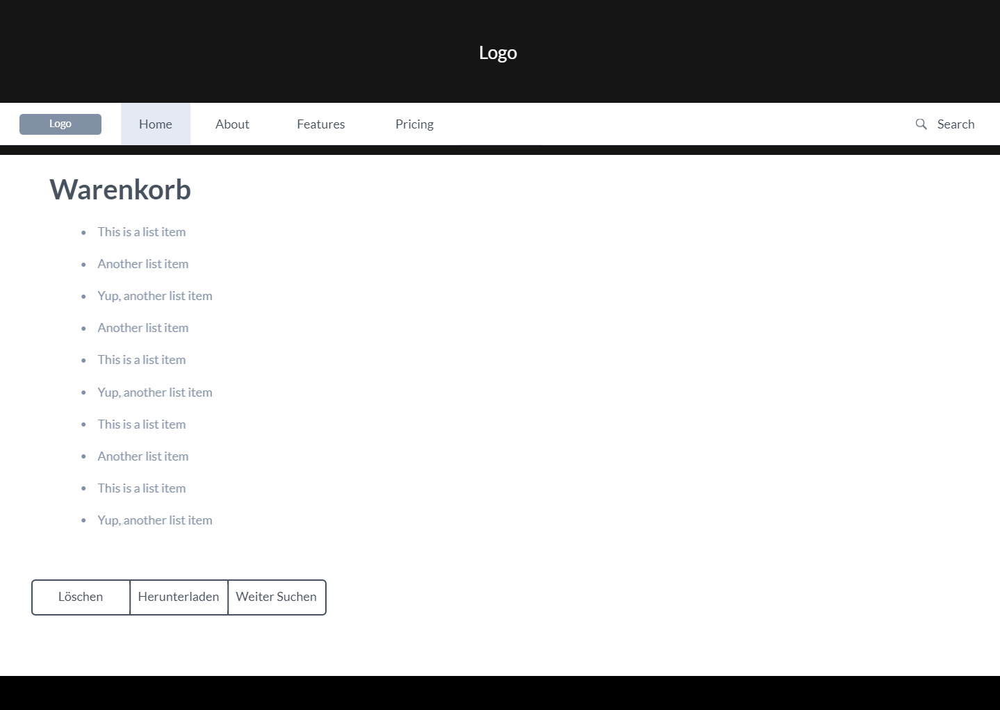 Logo
Logo Home About Features Pricing Search
Warenkorb
• This is a list item
• Another list item
• Yup, another list item
• Another list item
• This is a list item
• Yup, another list item
• This is a list item
• Another list item
• This is a list item
• Yup, another list item
Löschen Herunterladen Weiter Suchen